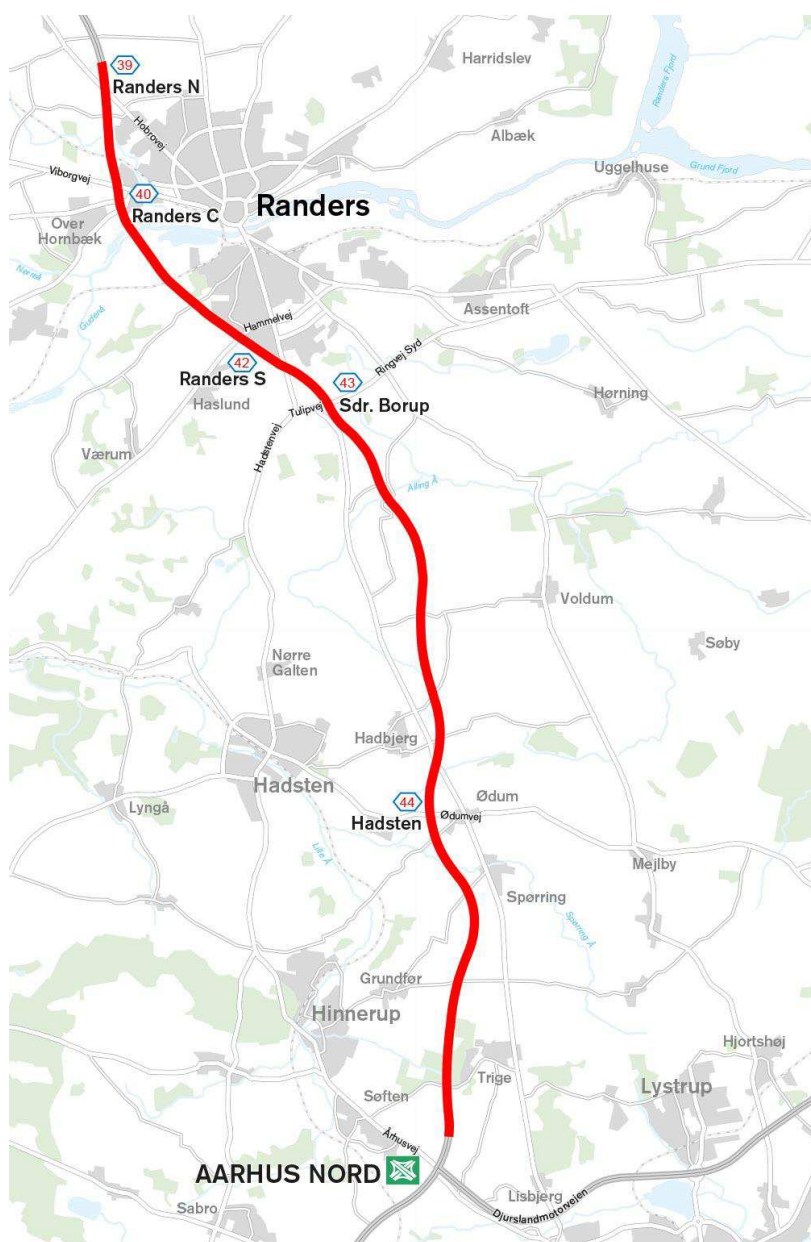 39
Randers N
Harridslev
Randers Fjord
Hobrovej
Albæk
Grund Fjord
Uggelhuse
Viborgvej
40
Randers C
Randers
Over
Hornbæk
Nørreå
Gudenå
Assentoft
Hammelvej
Ringvej Syd
42
Randers S
43
Sdr. Borup
Haslund
Tulipvej
Hørning
Hadstenvej
Værum
Alling Å
Voldum
Søby
Nørre
Galten
Hadbjerg
Hadsten
44
Hadsten
Ødum
Ødumvej
Lyngå
Lille Å
Mejlby
Spørring
Spørring Å
Grundfør
Hinnerup
Hjortshøj
Trige
Lystrup
Søften
Århusvej
AARHUS NORD
Lisbjerg
Djurslandmotorvejen
Sabro